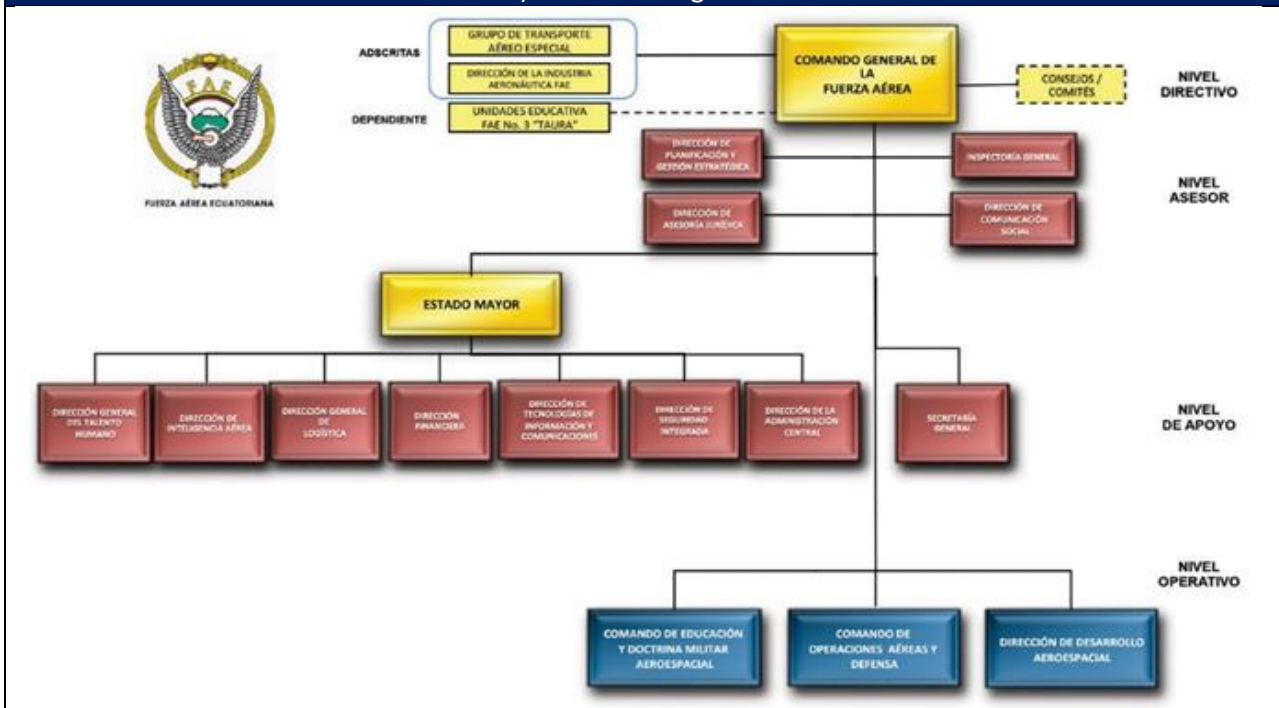 ADSCRITAS
GRUPO DE TRANSPORTE
AÉREO ESPECIAL
DIRECCIÓN DE LA INDUSTRIA
AERONÁUTICA FAE
DEPENDIENTE
UNIDADES EDUCATIVA
FAE No. 3 "TAURA"
COMANDO GENERAL DE
LA
FUERZA AÉREA
CONSEJOS /
COMITÉS
NIVEL
DIRECTIVO
FAE
FUERZA AÉREA ECUATORIANA
DIRECCIÓN DE
PLANIFICACIÓN Y
GESTIÓN ESTRATÉGICA
INSPECTORÍA GENERAL
DIRECCIÓN DE
ASESORÍA JURÍDICA
DIRECCIÓN DE
COMUNICACIÓN
SOCIAL
NIVEL
ASESOR
ESTADO MAYOR
DIRECCIÓN GENERAL
DEL TALENTO
HUMANO
DIRECCIÓN DE
INTELIGENCIA AÉREA
DIRECCIÓN GENERAL
DE
LOGÍSTICA
DIRECCIÓN
FINANCIERA
DIRECCIÓN DE
TECNOLOGÍAS DE
INFORMACIÓN Y
COMUNICACIONES
DIRECCIÓN DE
SEGURIDAD
INTEGRADA
DIRECCIÓN DE LA
ADMINISTRACIÓN
CENTRAL
SECRETARÍA
GENERAL
NIVEL
DE APOYO
NIVEL
OPERATIVO
COMANDO DE EDUCACIÓN
Y DOCTRINA MILITAR
AEROESPACIAL
COMANDO DE
OPERACIONES AÉREAS Y
DEFENSA
DIRECCIÓN DE DESARROLLO
AEROESPACIAL